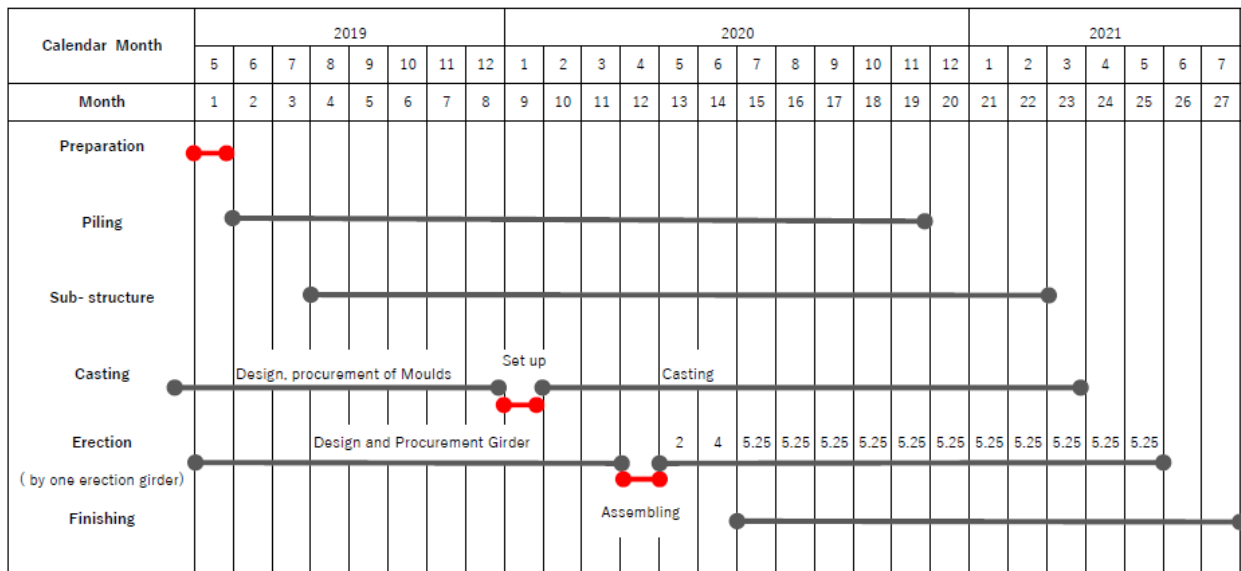 Calendar Month 2019 2020 2021
5 6 7 8 9 10 11 12 1 2 3 4 5 6 7 8 9 10 11 12 1 2 3 4 5 6 7
Month 1 2 3 4 5 6 7 8 9 10 11 12 13 14 15 16 17 18 19 20 21 22 23 24 25 26 27
Preparation
Piling
Sub- structure
Set up
Casting Design, procurement of Moulds Casting
Erection Design and Procurement Girder 2 4 5.25 5.25 5.25 5.25 5.25 5.25 5.25 5.25 5.25 5.25 5.25
( by one erection girder)
Assembling
Finishing